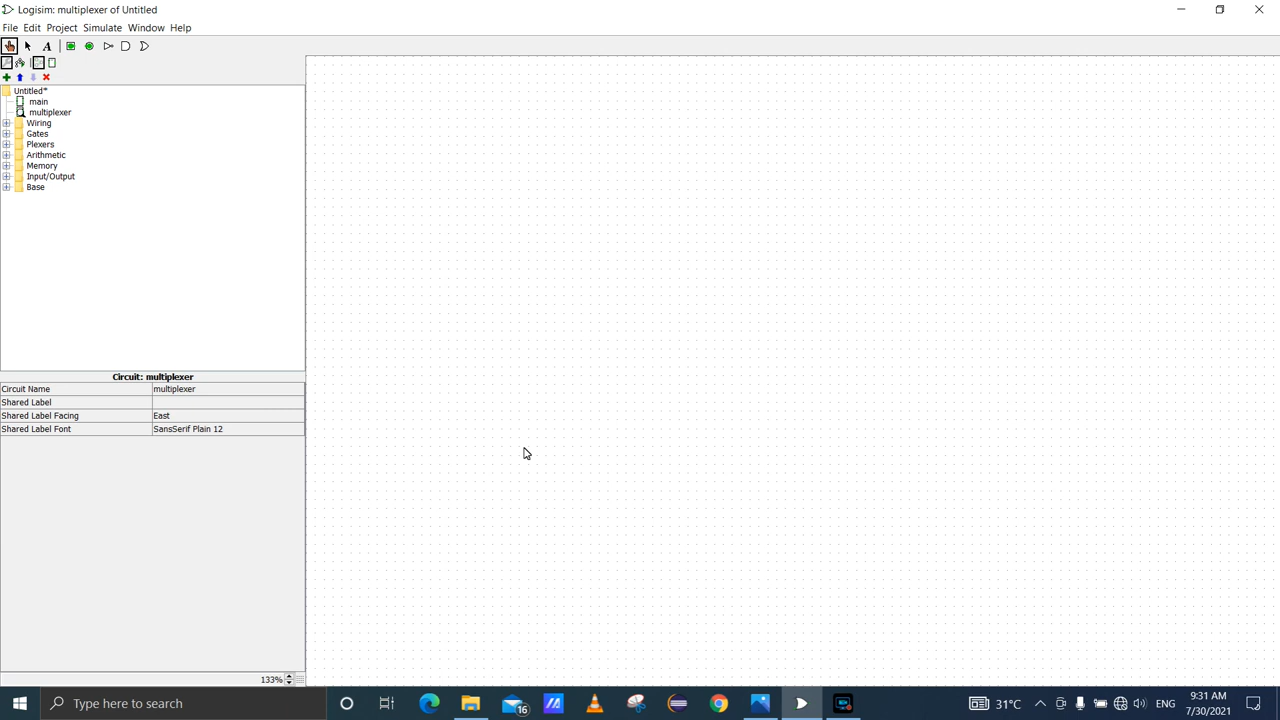 Logisim: multiplexer of Untitled
File Edit Project Simulate Window Help
A
Untitled*
main
multiplexer
Wiring
Gates
Plexers
Arithmetic
Memory
Input/Output
Base
Circuit: multiplexer
Circuit Name multiplexer
Shared Label
Shared Label Facing East
Shared Label Font SansSerif Plain 12
133%
Type here to search
16
31°C
ENG
9:31 AM
7/30/2021